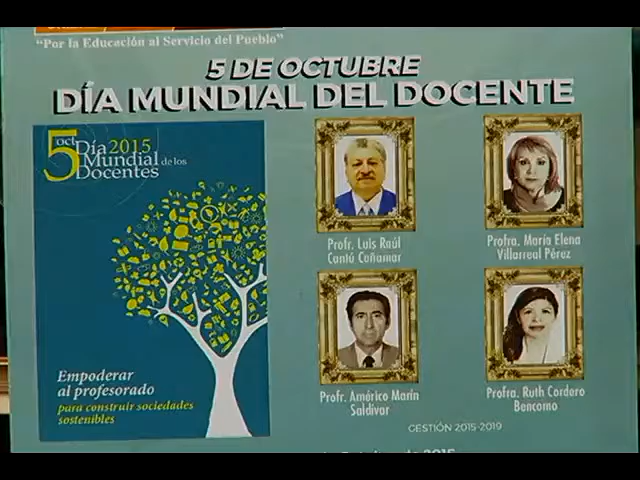 “Por la Educación al Servicio del Pueblo”
5 DE OCTUBRE
DÍA MUNDIAL DEL DOCENTE
5 oct Día 2015
Mundial de los
Docentes
Empoderar
al profesorado
para construir sociedades
sostenibles
Profr. Luis Raúl
Cantú Cañamar
Profra. María Elena
Villarreal Pérez
Profr. Américo Marín
Saldívar
Profra. Ruth Cordero
Bencomo
GESTIÓN 2015-2019